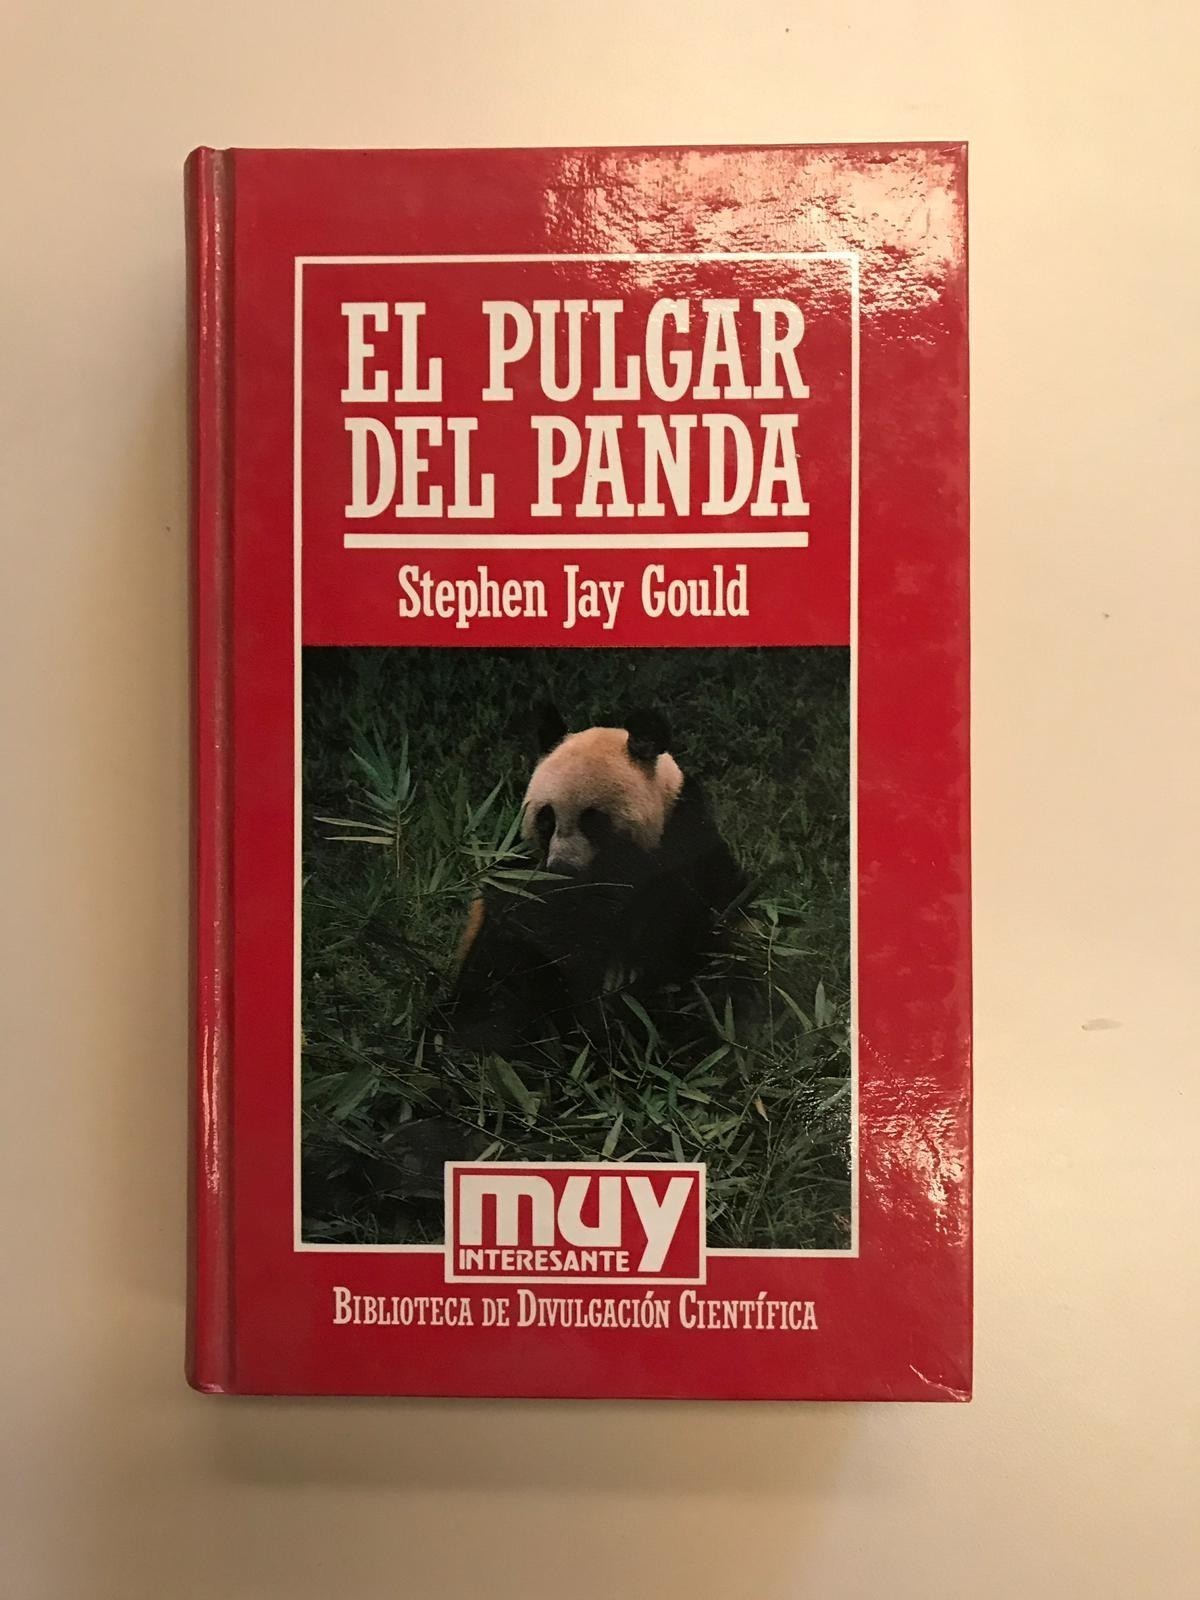 EL PULGAR
DEL PANDA
Stephen Jay Gould
muy
INTERESANTE
BIBLIOTECA DE DIVULGACIÓN CIENTÍFICA